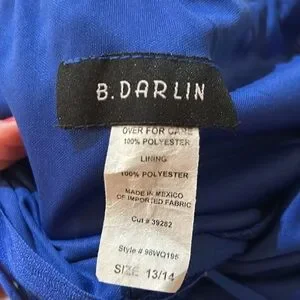 B.DARLIN
OVER FOR CARE
100% POLYESTER
LINING
100% POLYESTER
MADE IN MEXICO
OF IMPORTED FABRIC
Cut # 39282
Style # 98WQ195
SIZE 13/14